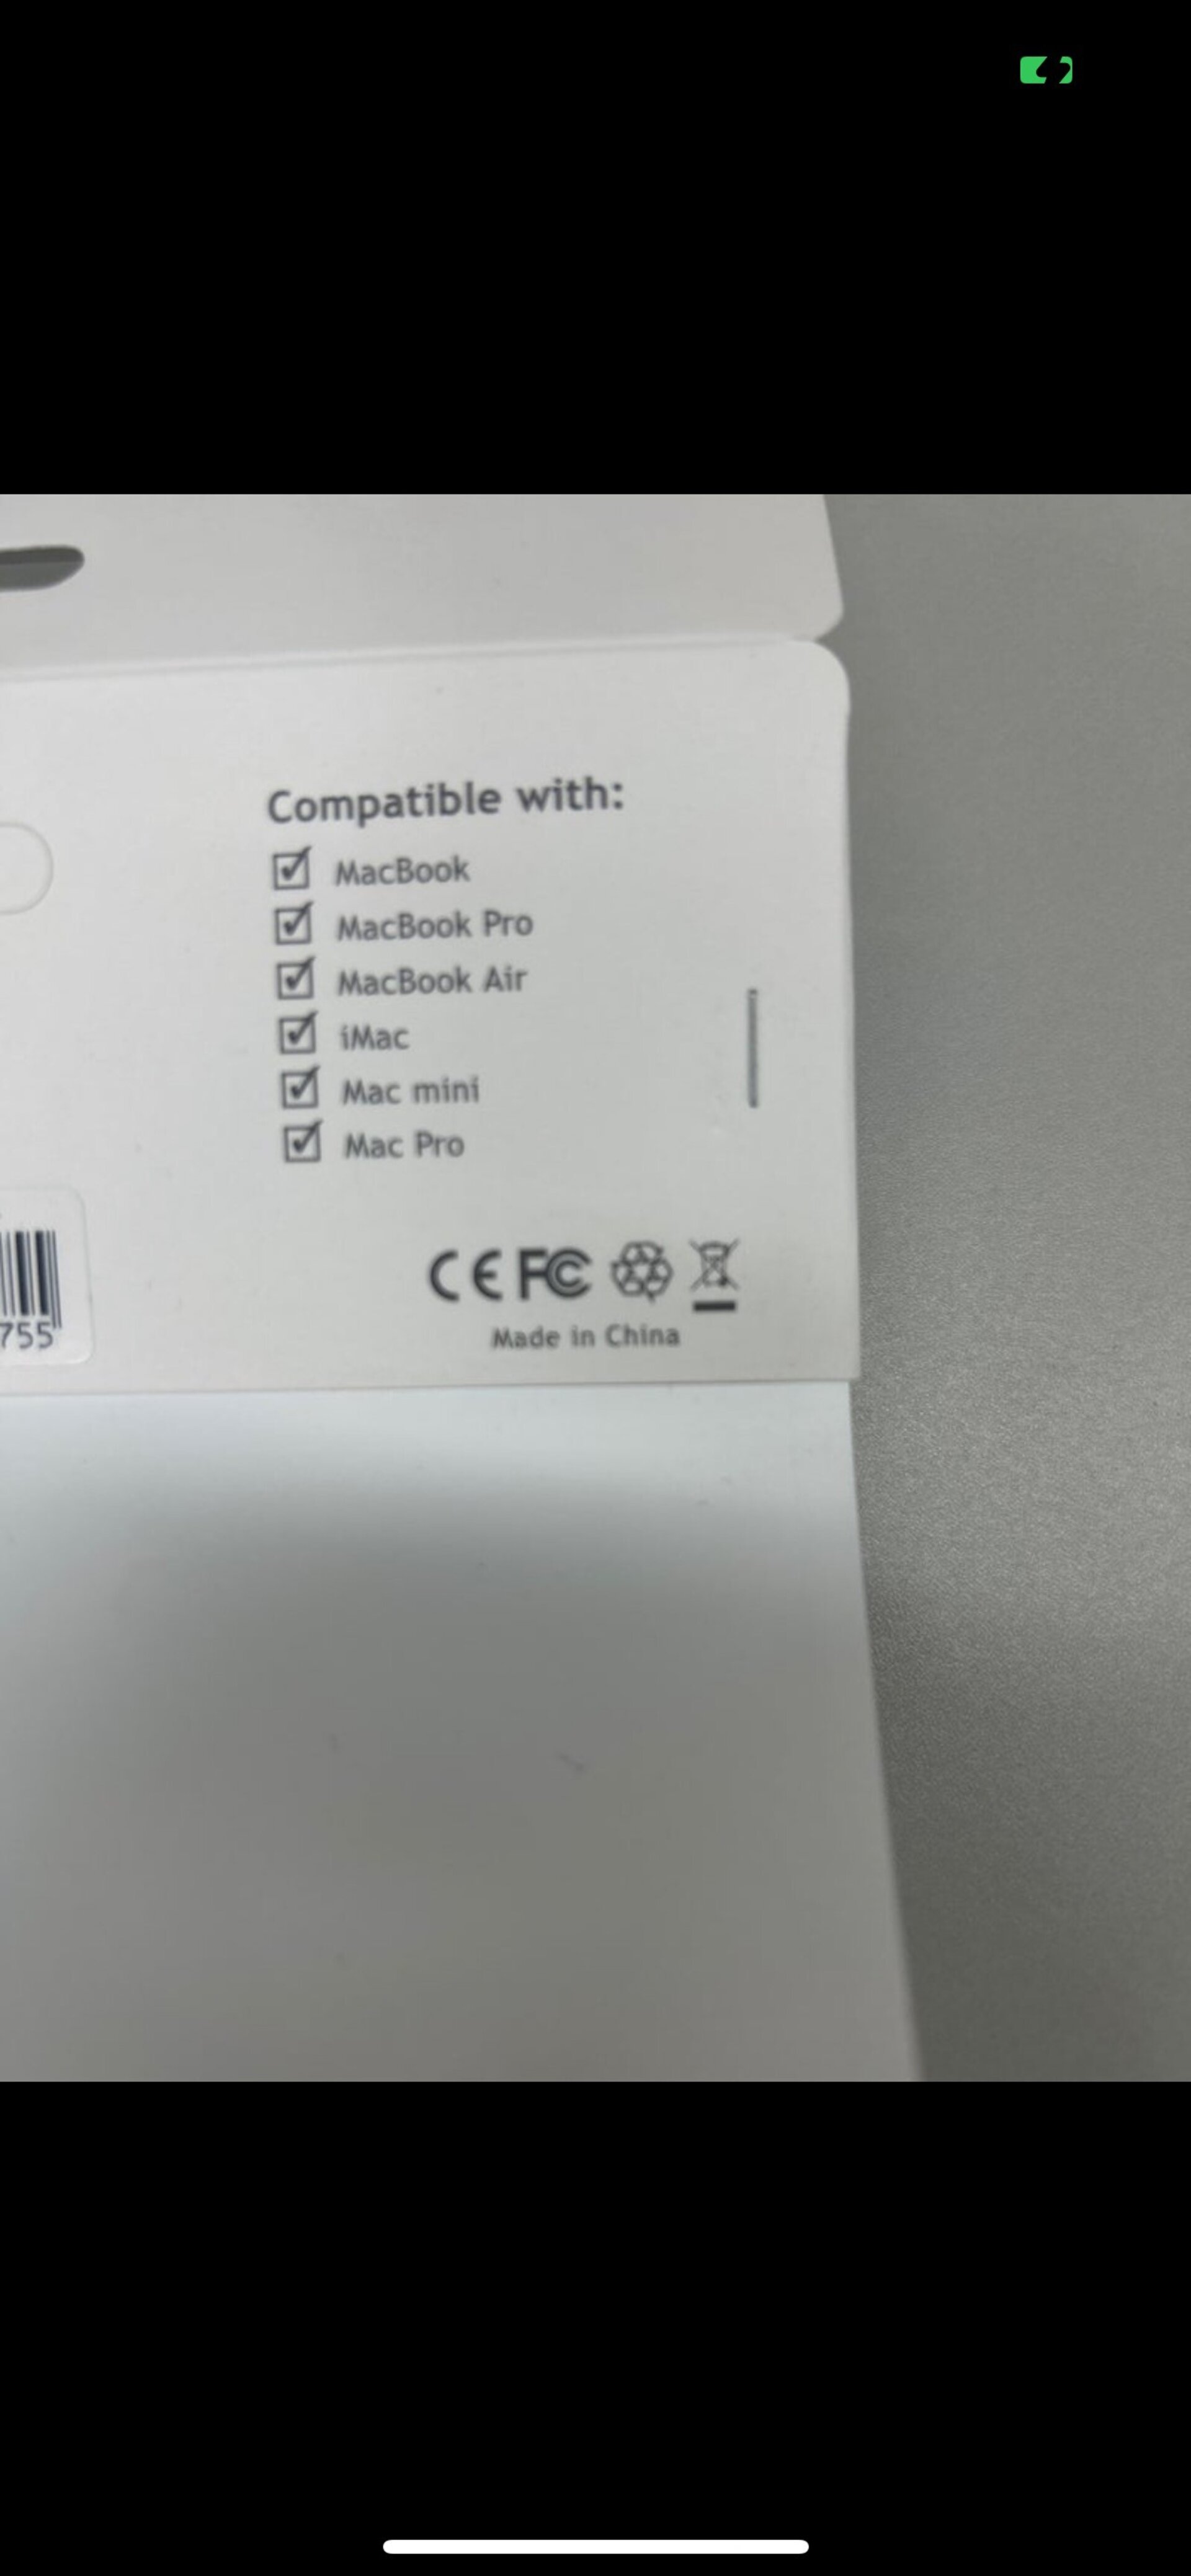 Compatible with:
MacBook
MacBook Pro
MacBook Air
iMac
Mac mini
Mac Pro
CE FC
755
Made in China